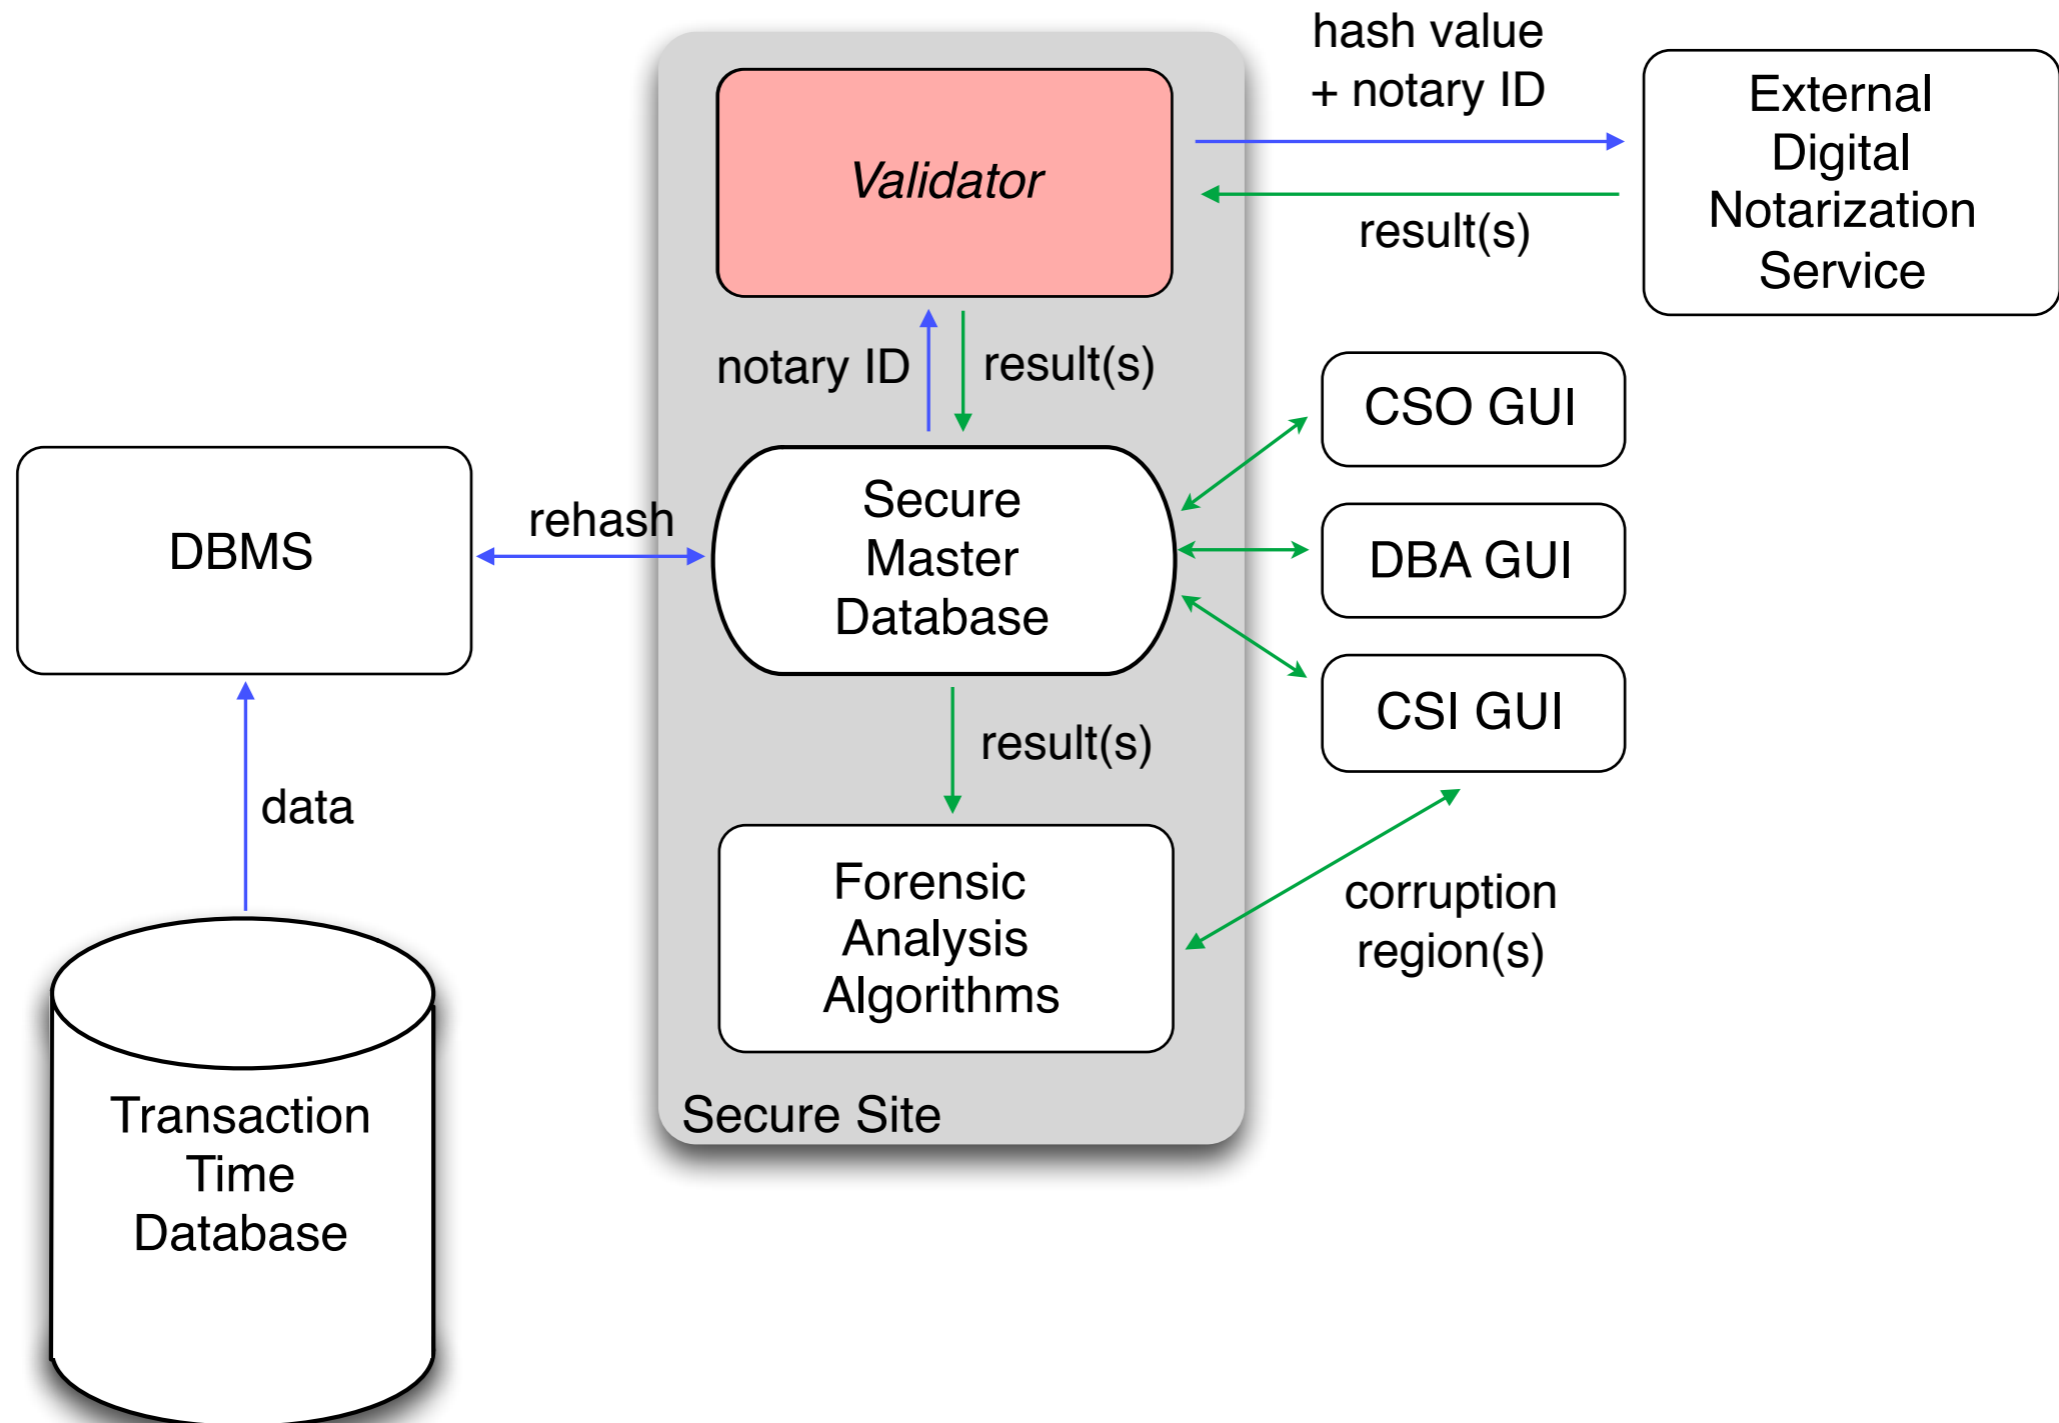 hash value
+ notary ID
External
Digital
Notarization
Service
Validator
result(s)
notary ID
result(s)
CSO GUI
DBMS
rehash
Secure
Master
Database
DBA GUI
CSI GUI
result(s)
data
Forensic
Analysis
Algorithms
corruption
region(s)
Secure Site
Transaction
Time
Database